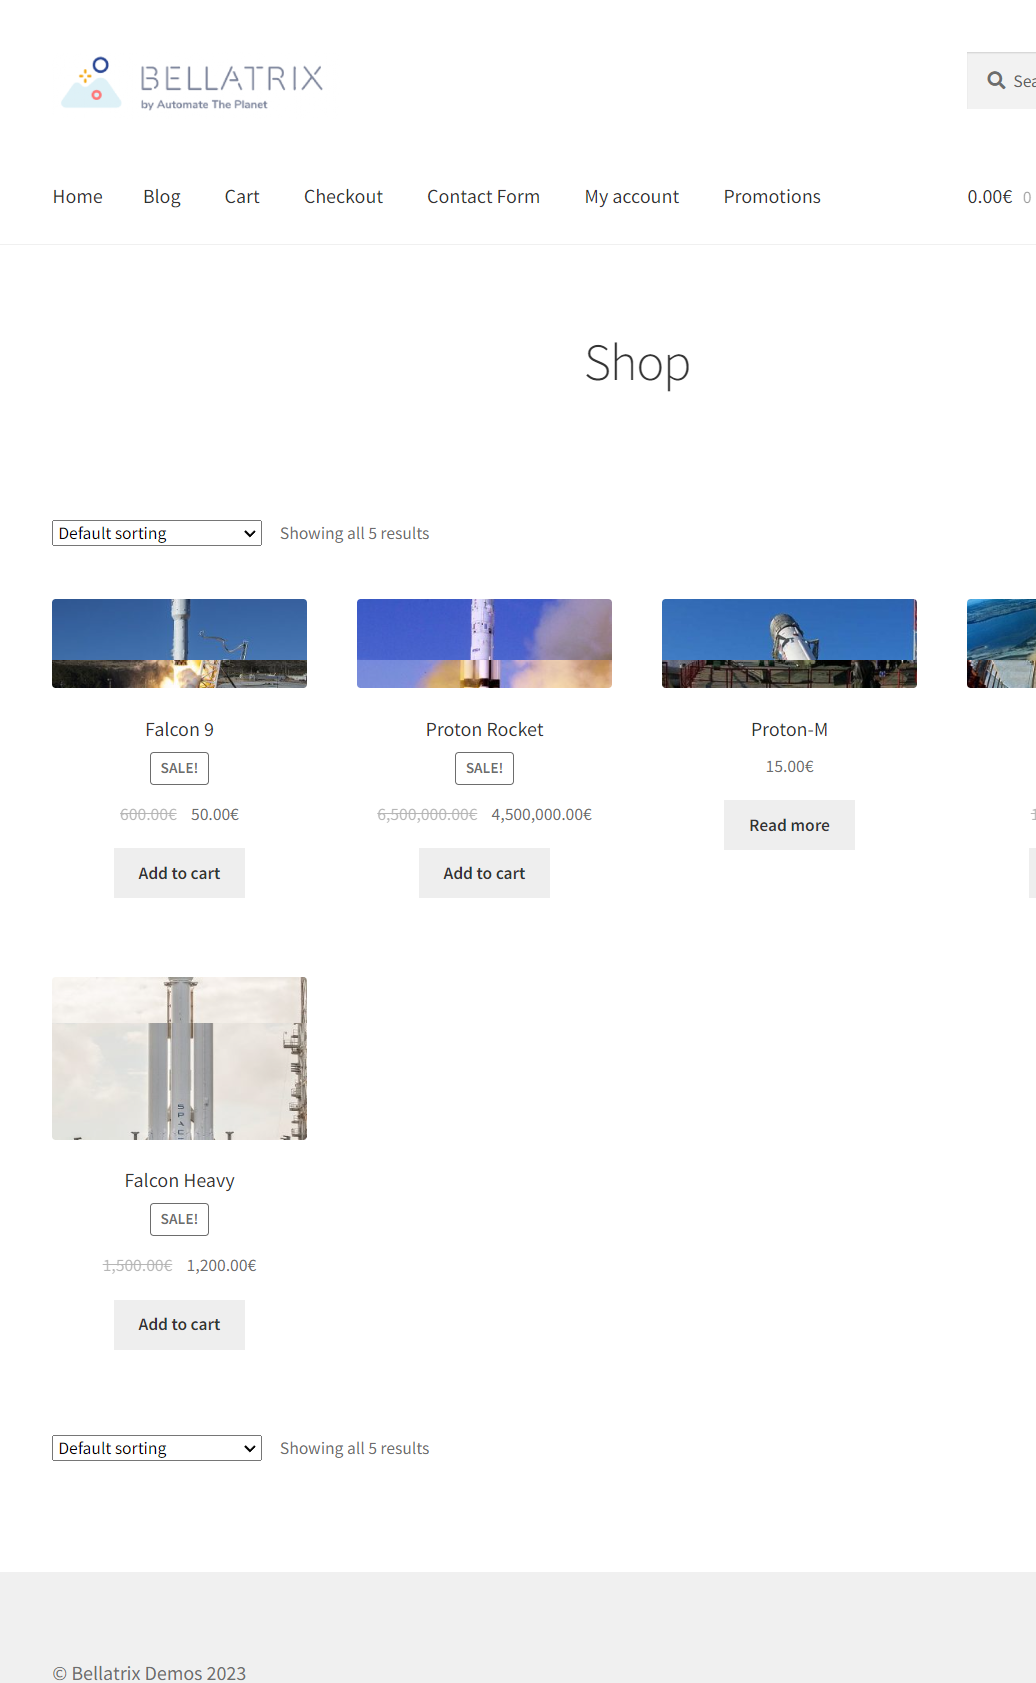 BELLATRIX
by Automate The Planet
Home Blog Cart Checkout Contact Form My account Promotions 0.00€ 0
Shop
Default sorting Showing all 5 results
Falcon 9 Proton Rocket Proton-M
SALE! SALE! 15.00€
600.00€ 50.00€ 6,500,000.00€ 4,500,000.00€
Read more
Add to cart Add to cart
SPAC
Falcon Heavy
SALE!
1,500.00€ 1,200.00€
Add to cart
Default sorting Showing all 5 results
© Bellatrix Demos 2023